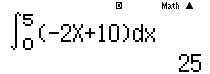 D Math ▲
∫₀⁵(-2X+10)dx
25